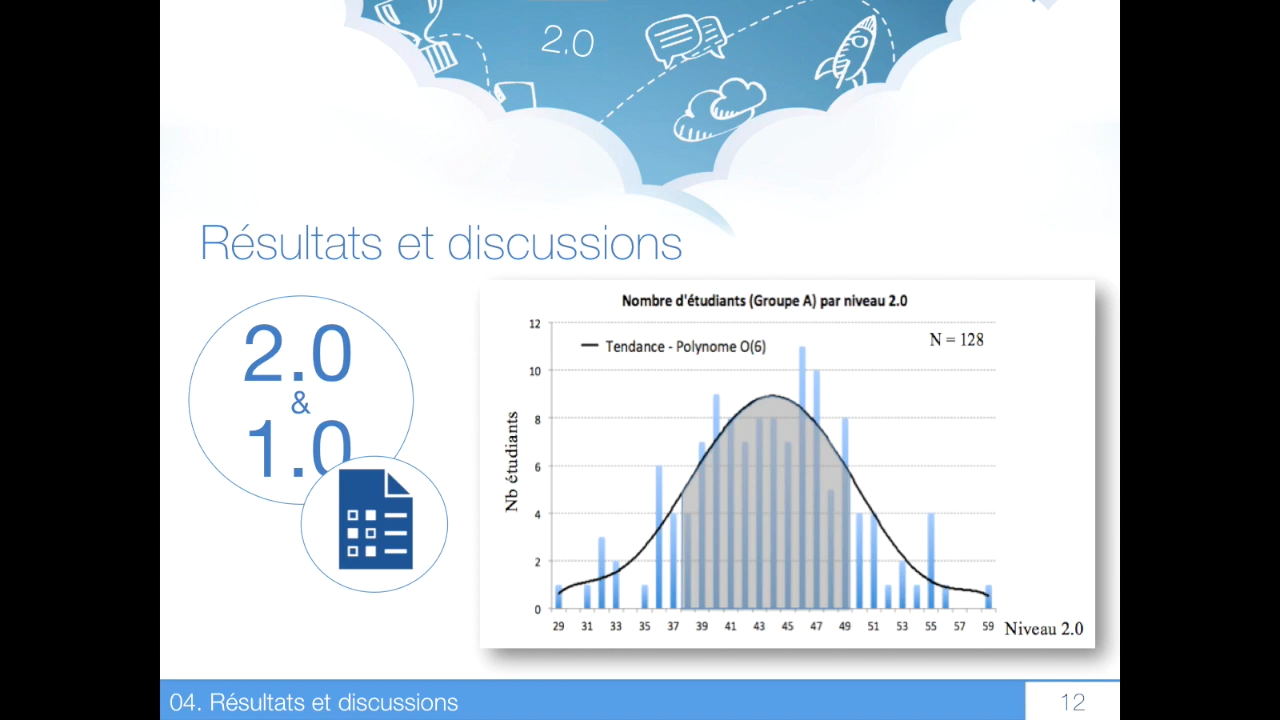 2.0
Résultats et discussions
2.0
&
1.0
Nombre d'étudiants (Groupe A) par niveau 2.0
12
10
8
6
4
2
0
Tendance - Polynome O(6)
N = 128
Nb étudiants
29 31 33 35 37 39 41 43 45 47 49 51 53 55 57 59
Niveau 2.0
04. Résultats et discussions
12